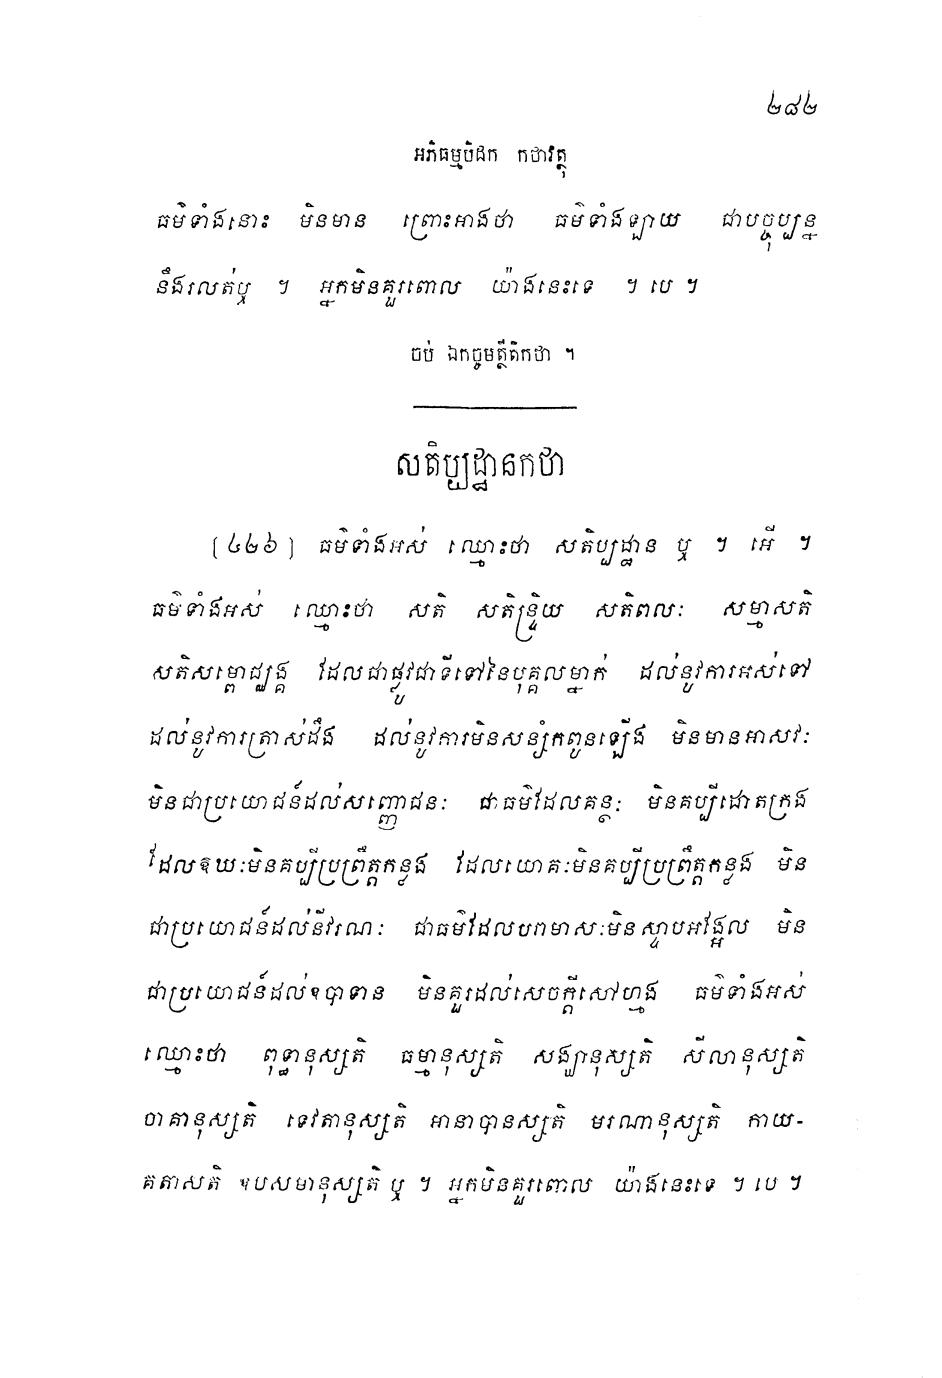 ២៨២
អភិធម្មបិដក កថាវត្ថុ
ធម៌ទាំងនោះ មិនមាន ព្រោះអាងថា ធម៌ទាំងឡាយ ជាបច្ចុប្បន្ន
នឹងរលត់ឬ ។ អ្នកមិនគួរពោល យ៉ាងនេះទេ ។ បេ ។
ចប់ ឯកច្ចមត្ថីតិកថា ។
សតិប្បដ្ឋានកថា
[៤២៦] ធម៌ទាំងអស់ ឈ្មោះថា សតិប្បដ្ឋាន ឬ ។ អើ ។
ធម៌ទាំងអស់ ឈ្មោះថា សតិ សតិន្ទ្រិយ សតិពលៈ សម្មាសតិ
សតិសម្ពោជ្ឈង្គ ដែលជាផ្លូវជាទីទៅនៃបុគ្គលម្នាក់ ដល់នូវការអស់ទៅ
ដល់នូវការត្រាស់ដឹង ដល់នូវការមិនសន្សំកពូនឡើង មិនមានអាសវៈ
មិនជាប្រយោជន៍ដល់សញ្ញោជនៈ ជាធម៌ដែលគន្ថៈ មិនគប្បីដោតក្រង
ដែលឱឃៈមិនគប្បីប្រព្រឹត្តកន្លង ដែលយោគៈមិនគប្បីប្រព្រឹត្តកន្លង មិន
ជាប្រយោជន៍ដល់នីវរណៈ ជាធម៌ដែលបរាមាសៈមិនស្ទាបអង្អែល មិន
ជាប្រយោជន៍ដល់ឧបាទាន មិនគួរដល់សេចក្តីសៅហ្មង ធម៌ទាំងអស់
ឈ្មោះថា ពុទ្ធានុស្សតិ ធម្មានុស្សតិ សង្ឃានុស្សតិ សីលានុស្សតិ
ចាគានុស្សតិ ទេវតានុស្សតិ អានាបានស្សតិ មរណានុស្សតិ កាយ-
គតាសតិ ឧបសមានុស្សតិ ឬ ។ អ្នកមិនគួរពោល យ៉ាងនេះទេ ។ បេ ។